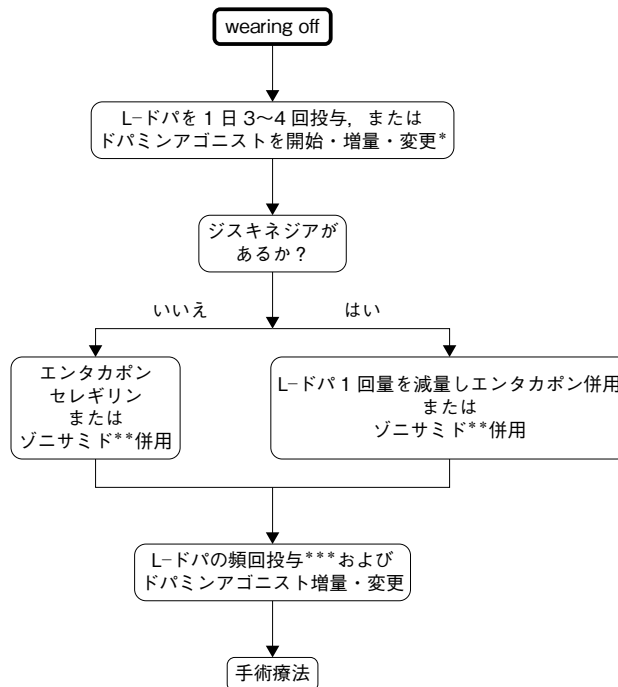 wearing off
L-ドパを1日3〜4回投与，または
ドパミンアゴニストを開始・増量・変更*
ジスキネジアが
あるか？
いいえ
はい
エンタカポン
セレギリン
または
ゾニサミド**併用
L-ドパ1回量を減量しエンタカポン併用
または
ゾニサミド**併用
L-ドパの頻回投与***および
ドパミンアゴニスト増量・変更
手術療法